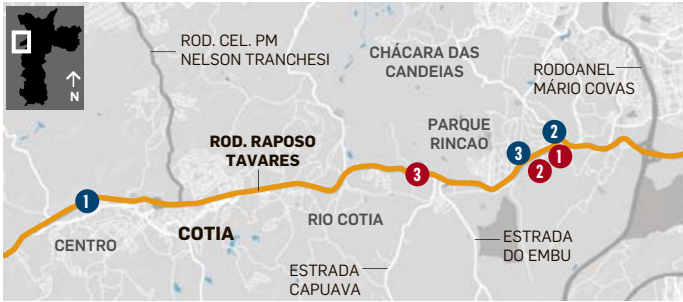 N
ROD. CEL. PM
NELSON TRANCHESI
CHÁCARA DAS
CANDEIAS
RODOANEL
MÁRIO COVAS
ROD. RAPOSO
TAVARES
PARQUE
RINCAO
2
3
1
2
3
1
CENTRO
COTIA
RIO COTIA
ESTRADA
DO EMBU
ESTRADA
CAPUAVA